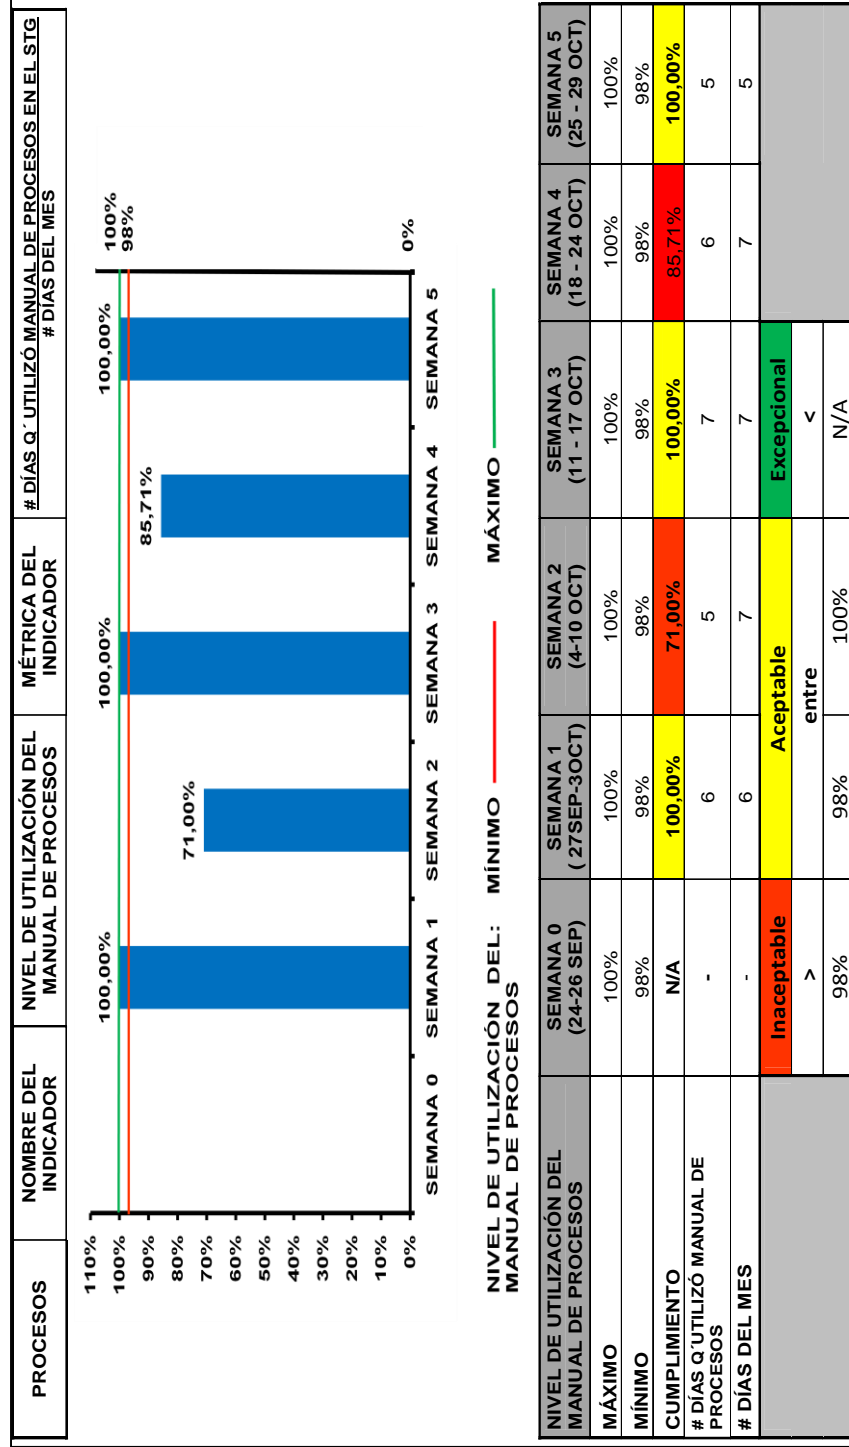 PROCESOS
NOMBRE DEL
INDICADOR
NIVEL DE UTILIZACIÓN DEL
MANUAL DE PROCESOS
MÉTRICA DEL
INDICADOR
# DÍAS Q´ UTILIZÓ MANUAL DE PROCESOS EN EL STG
# DÍAS DEL MES
110%
100%
90%
80%
70%
60%
50%
40%
30%
20%
10%
0%
100,00%
71,00%
100,00%
85,71%
100,00%
100%
98%
0%
SEMANA 0
SEMANA 1
SEMANA 2
SEMANA 3
SEMANA 4
SEMANA 5
NIVEL DE UTILIZACIÓN DEL: MÍNIMO MÁXIMO
MANUAL DE PROCESOS
NIVEL DE UTILIZACIÓN DEL
MANUAL DE PROCESOS
SEMANA 0
(24-26 SEP)
SEMANA 1
( 27SEP-3OCT)
SEMANA 2
(4-10 OCT)
SEMANA 3
(11 - 17 OCT)
SEMANA 4
(18 - 24 OCT)
SEMANA 5
(25 - 29 OCT)
MÁXIMO 100% 100% 100% 100% 100% 100%
MÍNIMO 98% 98% 98% 98% 98% 98%
CUMPLIMIENTO N/A 100,00% 71,00% 100,00% 85,71% 100,00%
# DÍAS Q´UTILIZÓ MANUAL DE
PROCESOS
- 6 5 7 6 5
# DÍAS DEL MES - 6 7 7 7 5
Inaceptable Aceptable Excepcional
> entre <
98% 98% 100% N/A